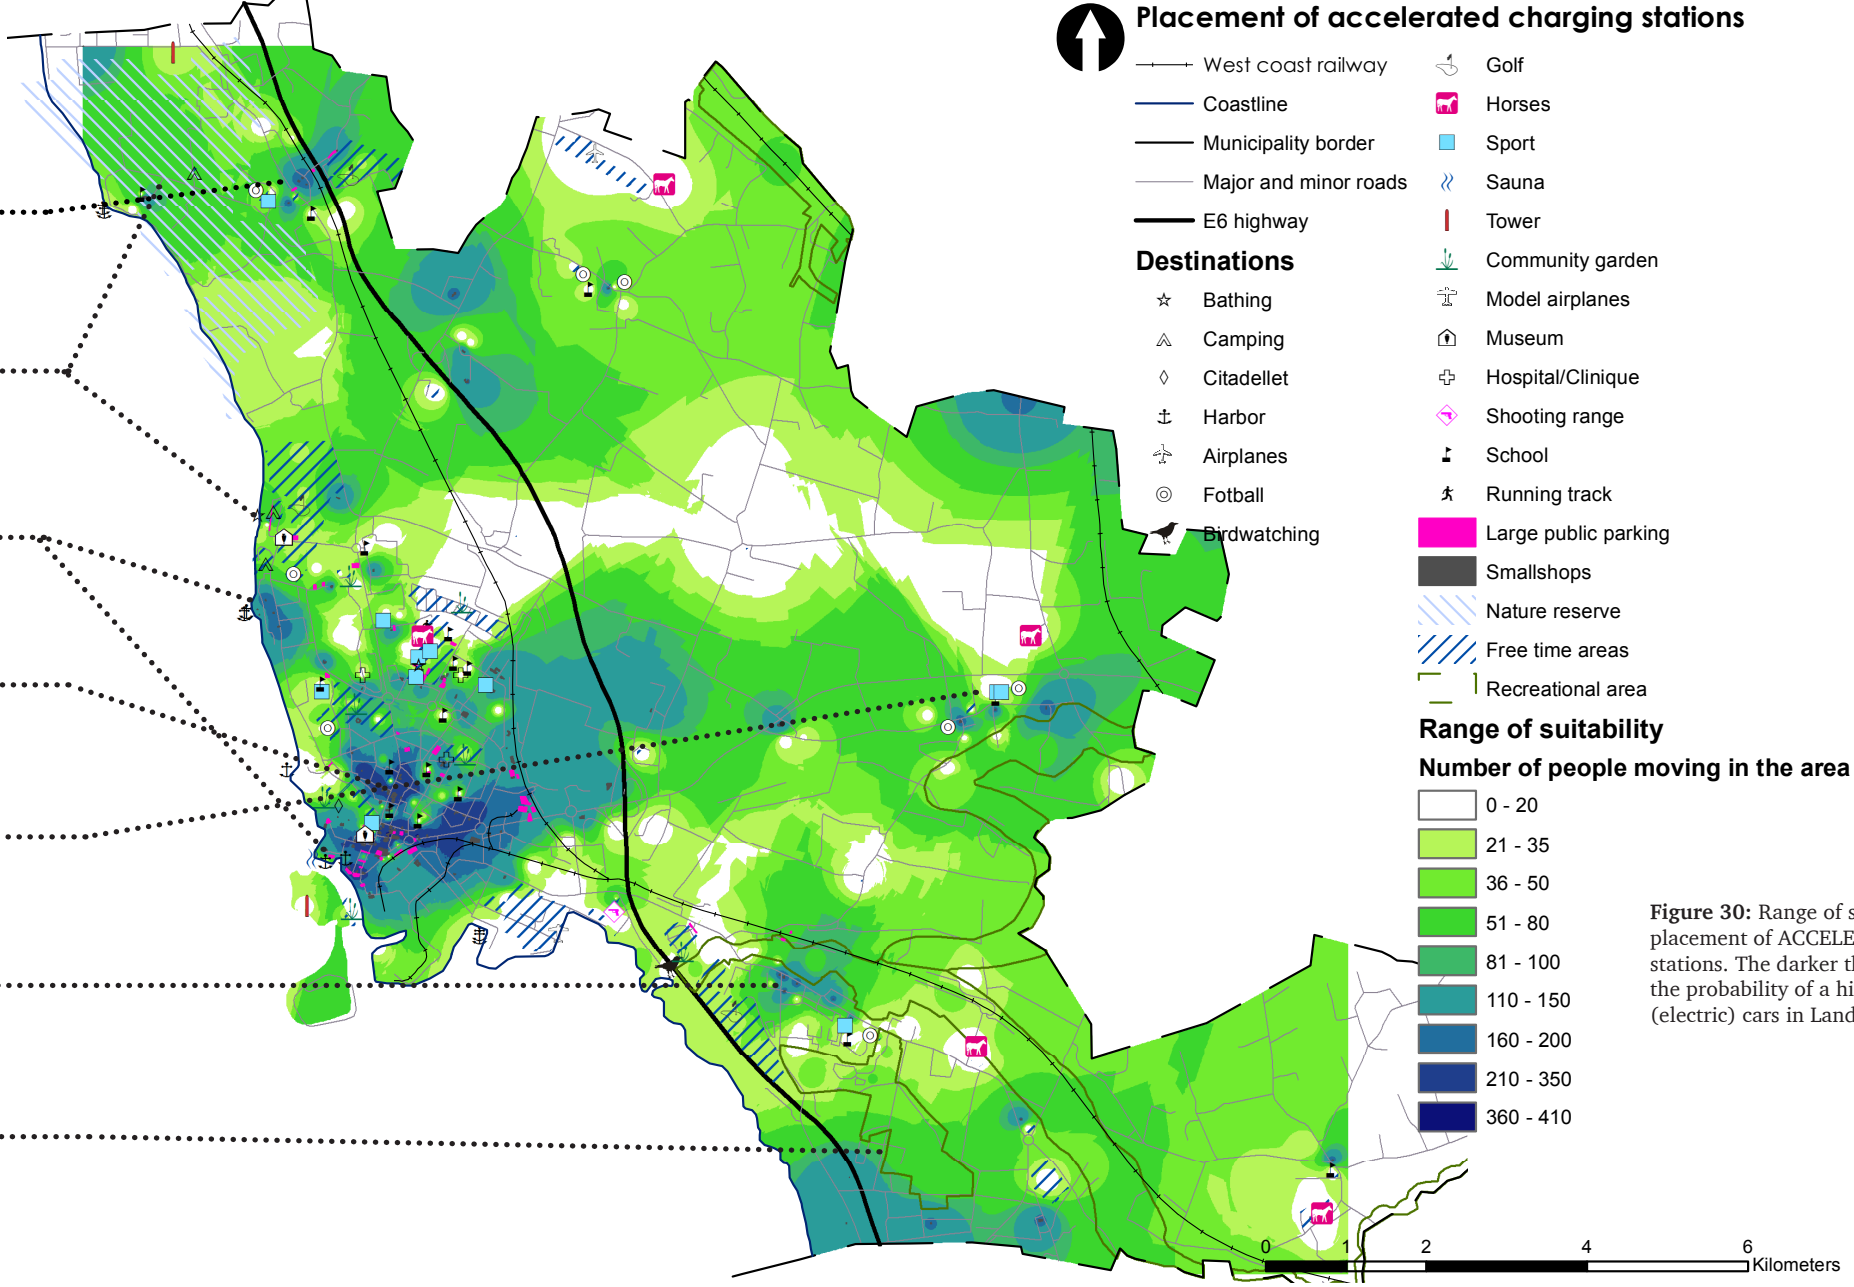 Placement of accelerated charging stations
West coast railway
Coastline
Municipality border
Major and minor roads
E6 highway
Destinations
Bathing
Camping
Citadellet
Harbor
Airplanes
Fotball
Birdwatching
Golf
Horses
Sport
Sauna
Tower
Community garden
Model airplanes
Museum
Hospital/Clinique
Shooting range
School
Running track
Large public parking
Smallshops
Nature reserve
Free time areas
Recreational area
Range of suitability
Number of people moving in the area
0 - 20
21 - 35
36 - 50
51 - 80
81 - 100
110 - 150
160 - 200
210 - 350
360 - 410
Figure 30: Range of s
placement of ACCELE
stations. The darker th
the probability of a hi
(electric) cars in Land
0 1 2 4 6
Kilometers